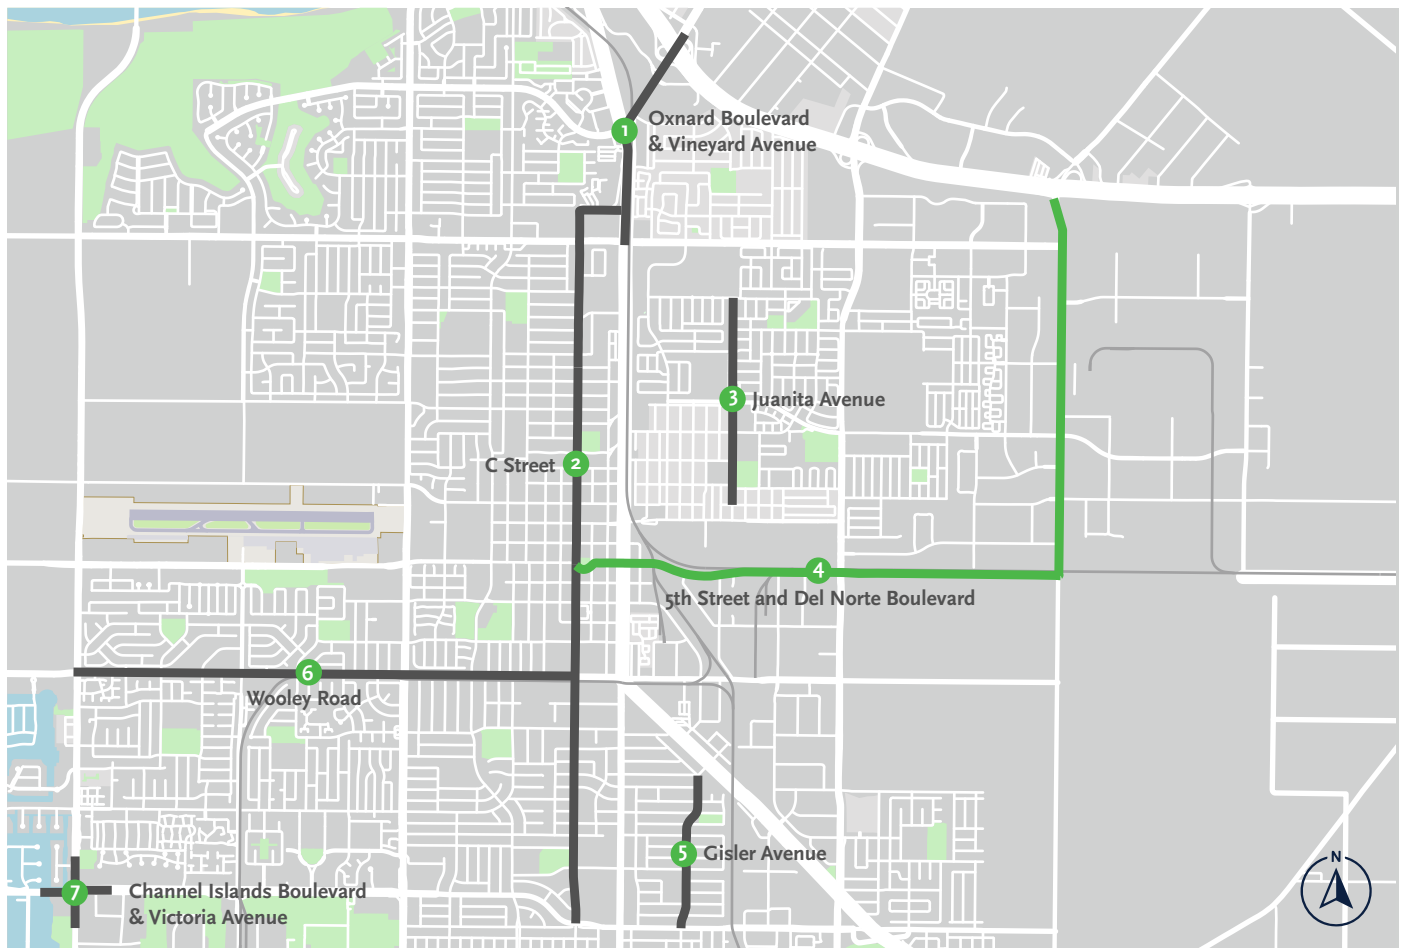 1
Oxnard Boulevard
& Vineyard Avenue
3
Juanita Avenue
C Street
2
4
5th Street and Del Norte Boulevard
6
Wooley Road
5
Gisler Avenue
7
Channel Islands Boulevard
& Victoria Avenue
N